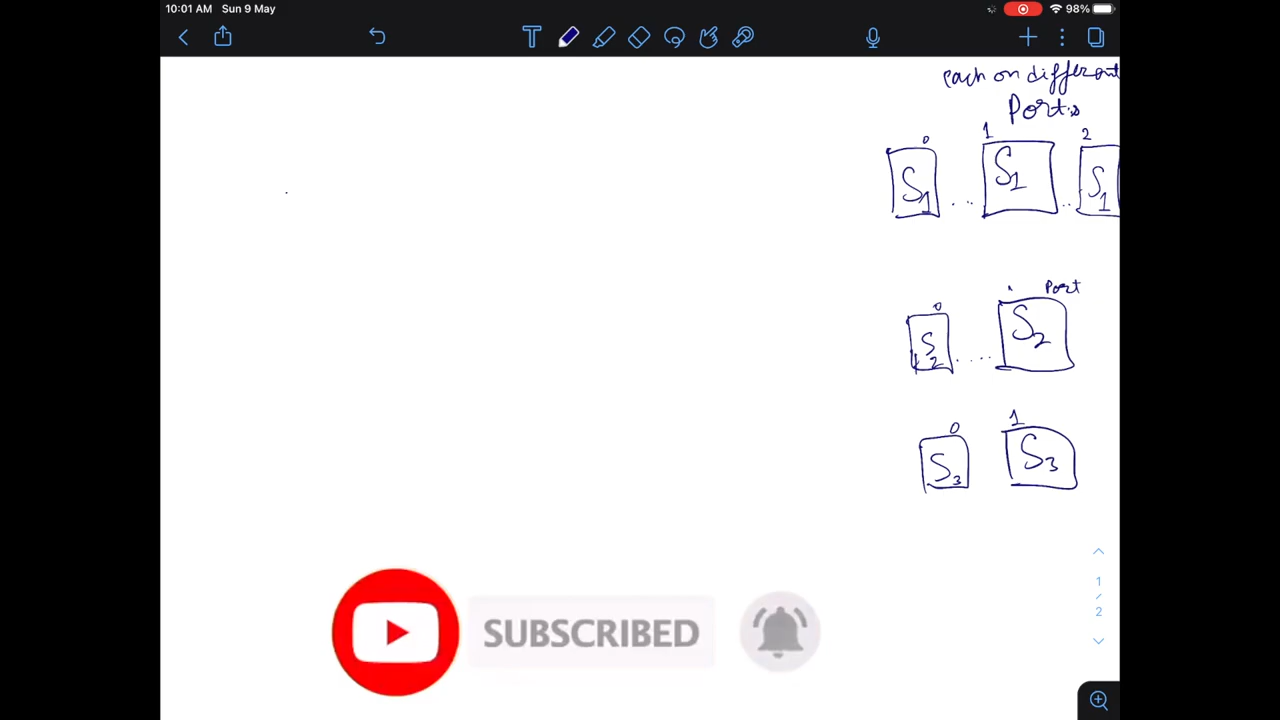 10:01 AM Sun 9 May
98%
each on different
Ports
0 1 2
S1 ... S1 .. S1
Port
0
S2 .... S2
0 1
S3 S3
1
/
2
SUBSCRIBED